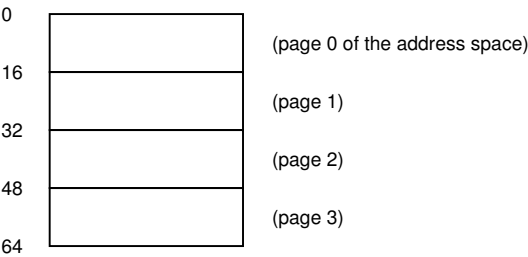 0
(page 0 of the address space)
16
(page 1)
32
(page 2)
48
(page 3)
64